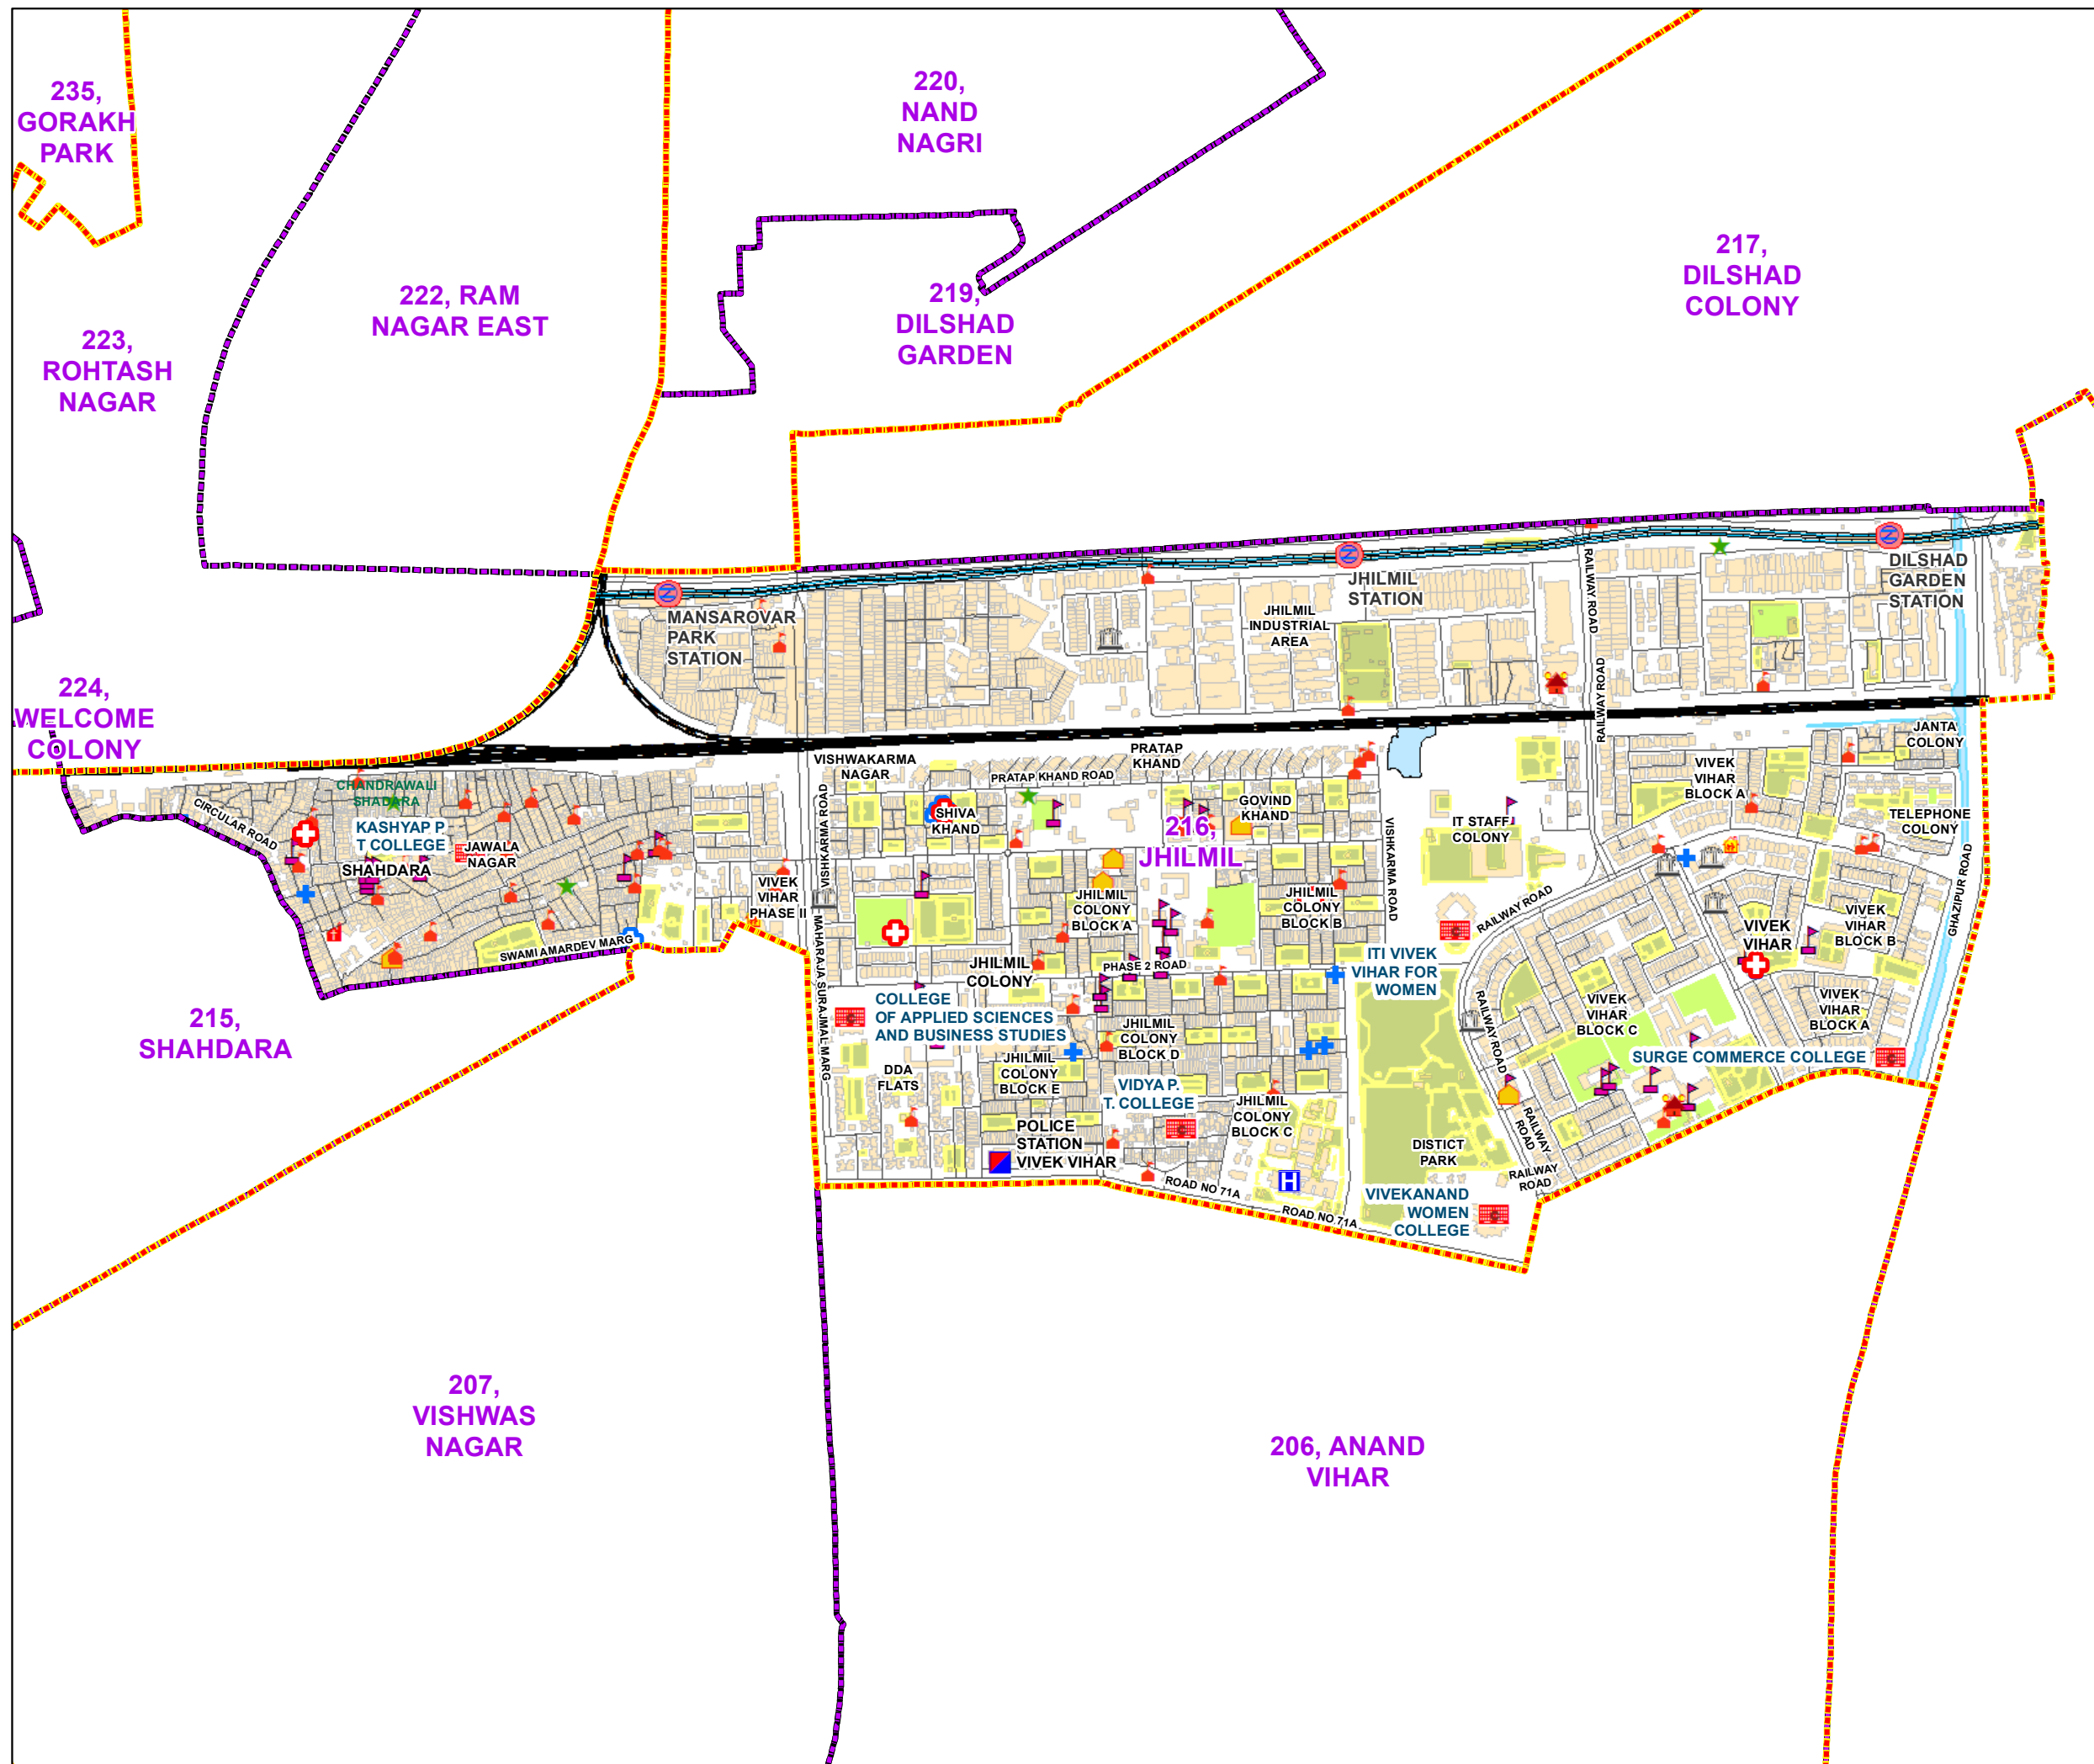 235,
GORAKH
PARK
220,
NAND
NAGRI
217,
DILSHAD
COLONY
222, RAM
NAGAR EAST
219,
DILSHAD
GARDEN
223,
ROHTASH
NAGAR
224,
WELCOME
COLONY
MANSAROVAR
PARK
STATION
JHILMIL
STATION
JHILMIL
INDUSTRIAL
AREA
DILSHAD
GARDEN
STATION
RAILWAY ROAD
RAILWAY ROAD
JANTA
COLONY
VISHWAKARMA
NAGAR
PRATAP
KHAND
PRATAP KHAND ROAD
VIVEK
VIHAR
BLOCK A
CHANDRAWALI
SHADARA
CIRCULAR ROAD
KASHYAP P
T COLLEGE
JAWALA
NAGAR
SHAHDARA
VISHKARMA ROAD
SHIVA
KHAND
GOVIND
KHAND
216,
JHILMIL
VISHKARMA ROAD
IT STAFF
COLONY
TELEPHONE
COLONY
GHAZIPUR ROAD
VIVEK
VIHAR
PHASE II
JHILMIL
COLONY
BLOCK A
JHILMIL
COLONY
BLOCK B
RAILWAY ROAD
VIVEK
VIHAR
VIVEK
VIHAR
BLOCK B
SWAMI AMARDEV MARG
MAHARAJA SURAJMAL MARG
JHILMIL
COLONY
PHASE 2 ROAD
ITI VIVEK
VIHAR FOR
WOMEN
COLLEGE
OF APPLIED SCIENCES
AND BUSINESS STUDIES
JHILMIL
COLONY
BLOCK D
RAILWAY ROAD
VIVEK
VIHAR
BLOCK C
VIVEK
VIHAR
BLOCK A
215,
SHAHDARA
SURGE COMMERCE COLLEGE
DDA
FLATS
JHILMIL
COLONY
BLOCK E
VIDYA P.
T. COLLEGE
JHILMIL
COLONY
BLOCK C
POLICE
STATION
VIVEK VIHAR
H
DISTICT
PARK
RAILWAY
ROAD
RAILWAY
ROAD
ROAD NO 71A
ROAD NO 71A
VIVEKANAND
WOMEN
COLLEGE
207,
VISHWAS
NAGAR
206, ANAND
VIHAR